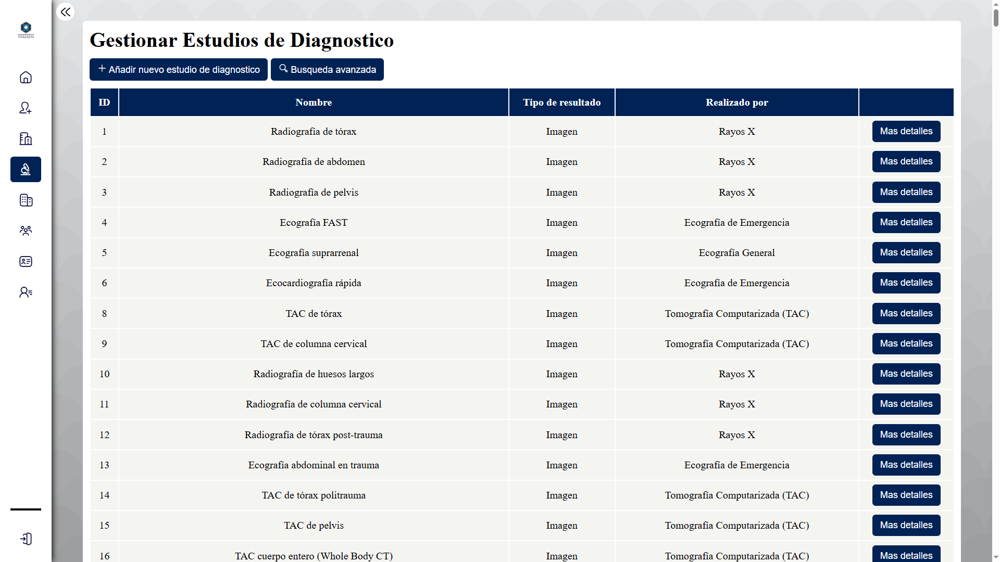 Gestionar Estudios de Diagnostico
Añadir nuevo estudio de diagnostico Busqueda avanzada
ID Nombre Tipo de resultado Realizado por
1 Radiografía de tórax Imagen Rayos X Mas detalles
2 Radiografía de abdomen Imagen Rayos X Mas detalles
3 Radiografía de pelvis Imagen Rayos X Mas detalles
4 Ecografía FAST Imagen Ecografía de Emergencia Mas detalles
5 Ecografía suprarrenal Imagen Ecografía General Mas detalles
6 Ecocardiografía rápida Imagen Ecografía de Emergencia Mas detalles
8 TAC de tórax Imagen Tomografía Computarizada (TAC) Mas detalles
9 TAC de columna cervical Imagen Tomografía Computarizada (TAC) Mas detalles
10 Radiografía de huesos largos Imagen Rayos X Mas detalles
11 Radiografía de columna cervical Imagen Rayos X Mas detalles
12 Radiografía de tórax post-trauma Imagen Rayos X Mas detalles
13 Ecografía abdominal en trauma Imagen Ecografía de Emergencia Mas detalles
14 TAC de tórax politrauma Imagen Tomografía Computarizada (TAC) Mas detalles
15 TAC de pelvis Imagen Tomografía Computarizada (TAC) Mas detalles
16 TAC cuerpo entero (Whole Body CT) Imagen Tomografía Computarizada (TAC) Mas detalles